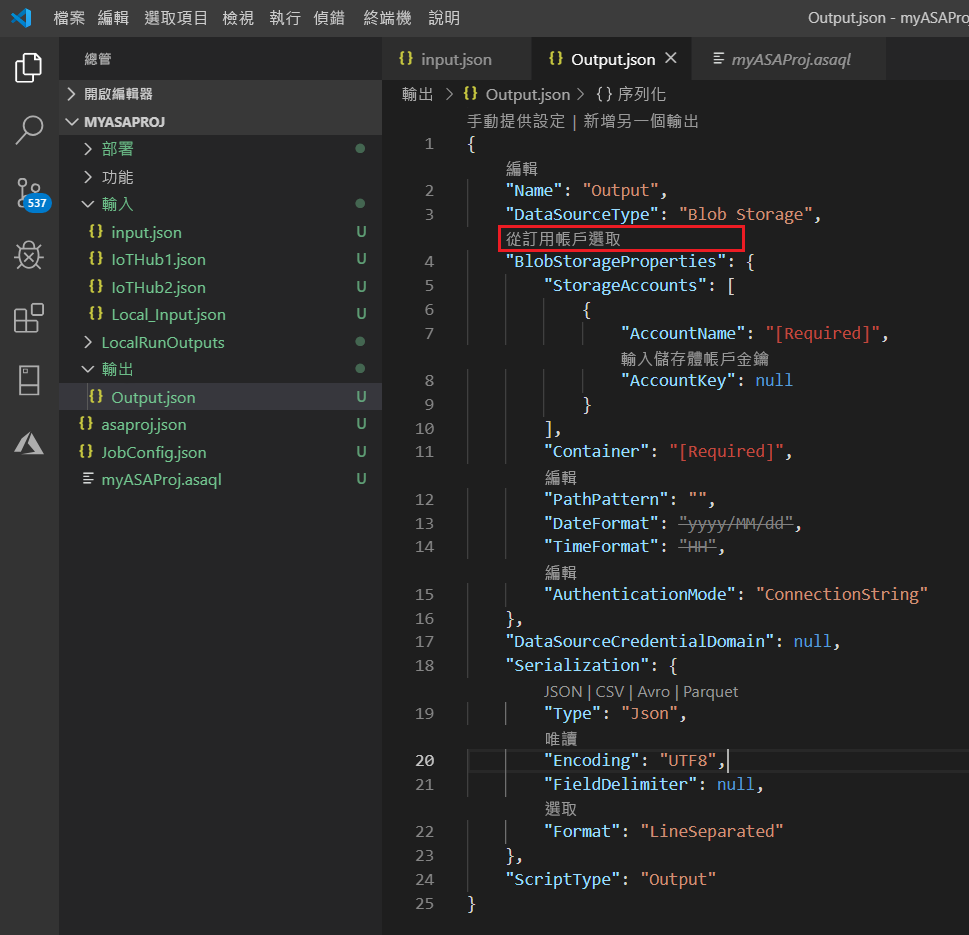 檔案 編輯 選取項目 檢視 執行 偵錯 終端機 說明 Output.json - myASAPro
總管
開啟編輯器
MYASAPROJ
部署
功能
輸入
input.json U
IoTHub1.json U
IoTHub2.json U
Local_Input.json U
LocalRunOutputs
輸出
Output.json U
asaproj.json U
JobConfig.json U
myASAProj.asaql U
537
input.json Output.json myASAProj.asaql
輸出 > {} Output.json > {} 序列化
手動提供設定 | 新增另一個輸出
1 {
編輯
2 "Name": "Output",
3 "DataSourceType": "Blob Storage",
從訂用帳戶選取
4 "BlobStorageProperties": {
5 "StorageAccounts": [
6 {
7 "AccountName": "[Required]",
輸入儲存體帳戶金鑰
8 "AccountKey": null
9 }
10 ],
11 "Container": "[Required]",
編輯
12 "PathPattern": "",
13 "DateFormat": "yyyy/MM/dd",
14 "TimeFormat": "HH",
編輯
15 "AuthenticationMode": "ConnectionString"
16 },
17 "DataSourceCredentialDomain": null,
18 "Serialization": {
JSON | CSV | Avro | Parquet
19 "Type": "Json",
唯讀
20 "Encoding": "UTF8",
21 "FieldDelimiter": null,
選取
22 "Format": "LineSeparated"
23 },
24 "ScriptType": "Output"
25 }